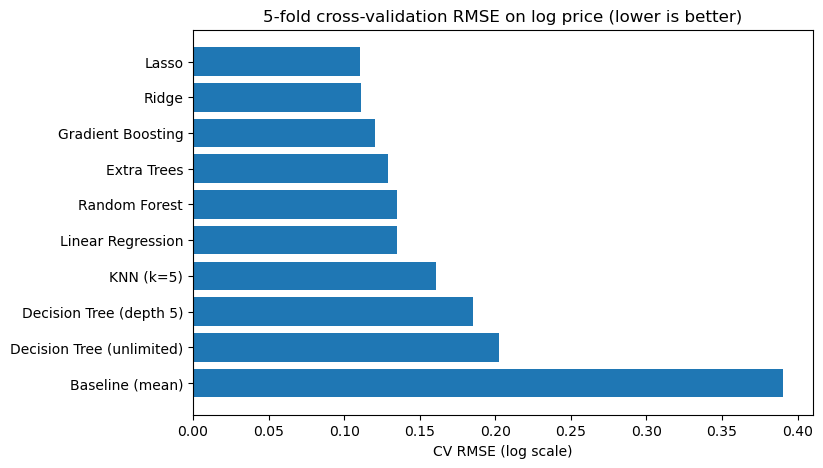 5-fold cross-validation RMSE on log price (lower is better)
Lasso
Ridge
Gradient Boosting
Extra Trees
Random Forest
Linear Regression
KNN (k=5)
Decision Tree (depth 5)
Decision Tree (unlimited)
Baseline (mean)
0.00 0.05 0.10 0.15 0.20 0.25 0.30 0.35 0.40
CV RMSE (log scale)